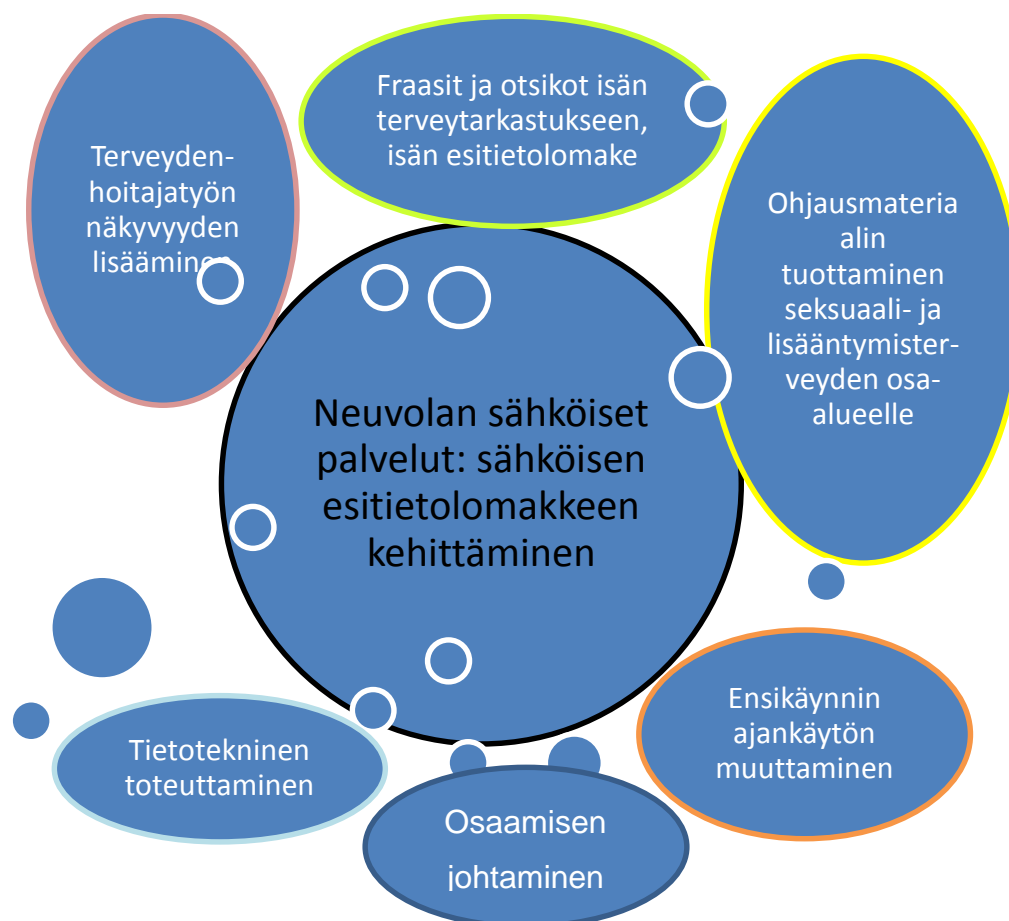 Fraasit ja otsikot isän
terveytarkastukseen,
isän esitietolomake
Terveyden-
hoitajatyön
näkyvyyden
lisääminen
Ohjausmateria
alin
tuottaminen
seksuaali- ja
lisääntymister-
veyden osa-
alueelle
Neuvolan sähköiset
palvelut: sähköisen
esitietolomakkeen
kehittäminen
Ensikäynnin
ajankäytön
muuttaminen
Tietotekninen
toteuttaminen
Osaamisen
johtaminen